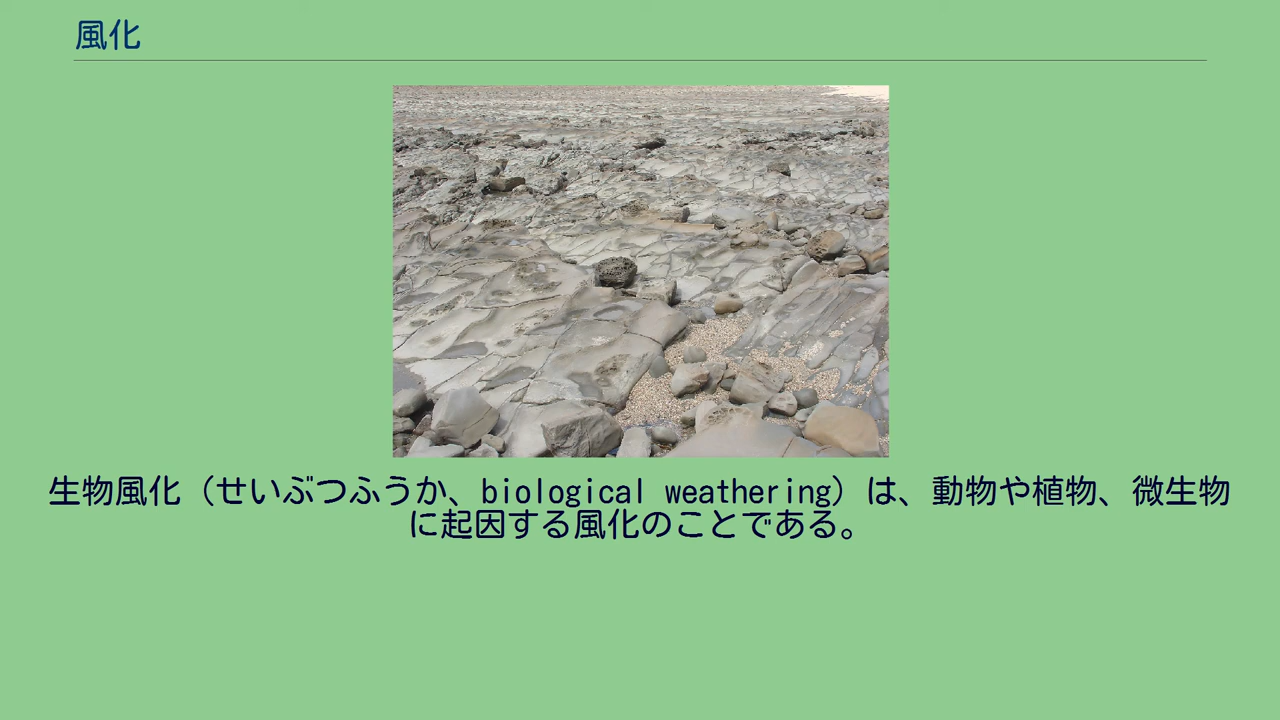 風化
生物風化（せいぶつふうか、biological weathering）は、動物や植物、微生物
に起因する風化のことである。